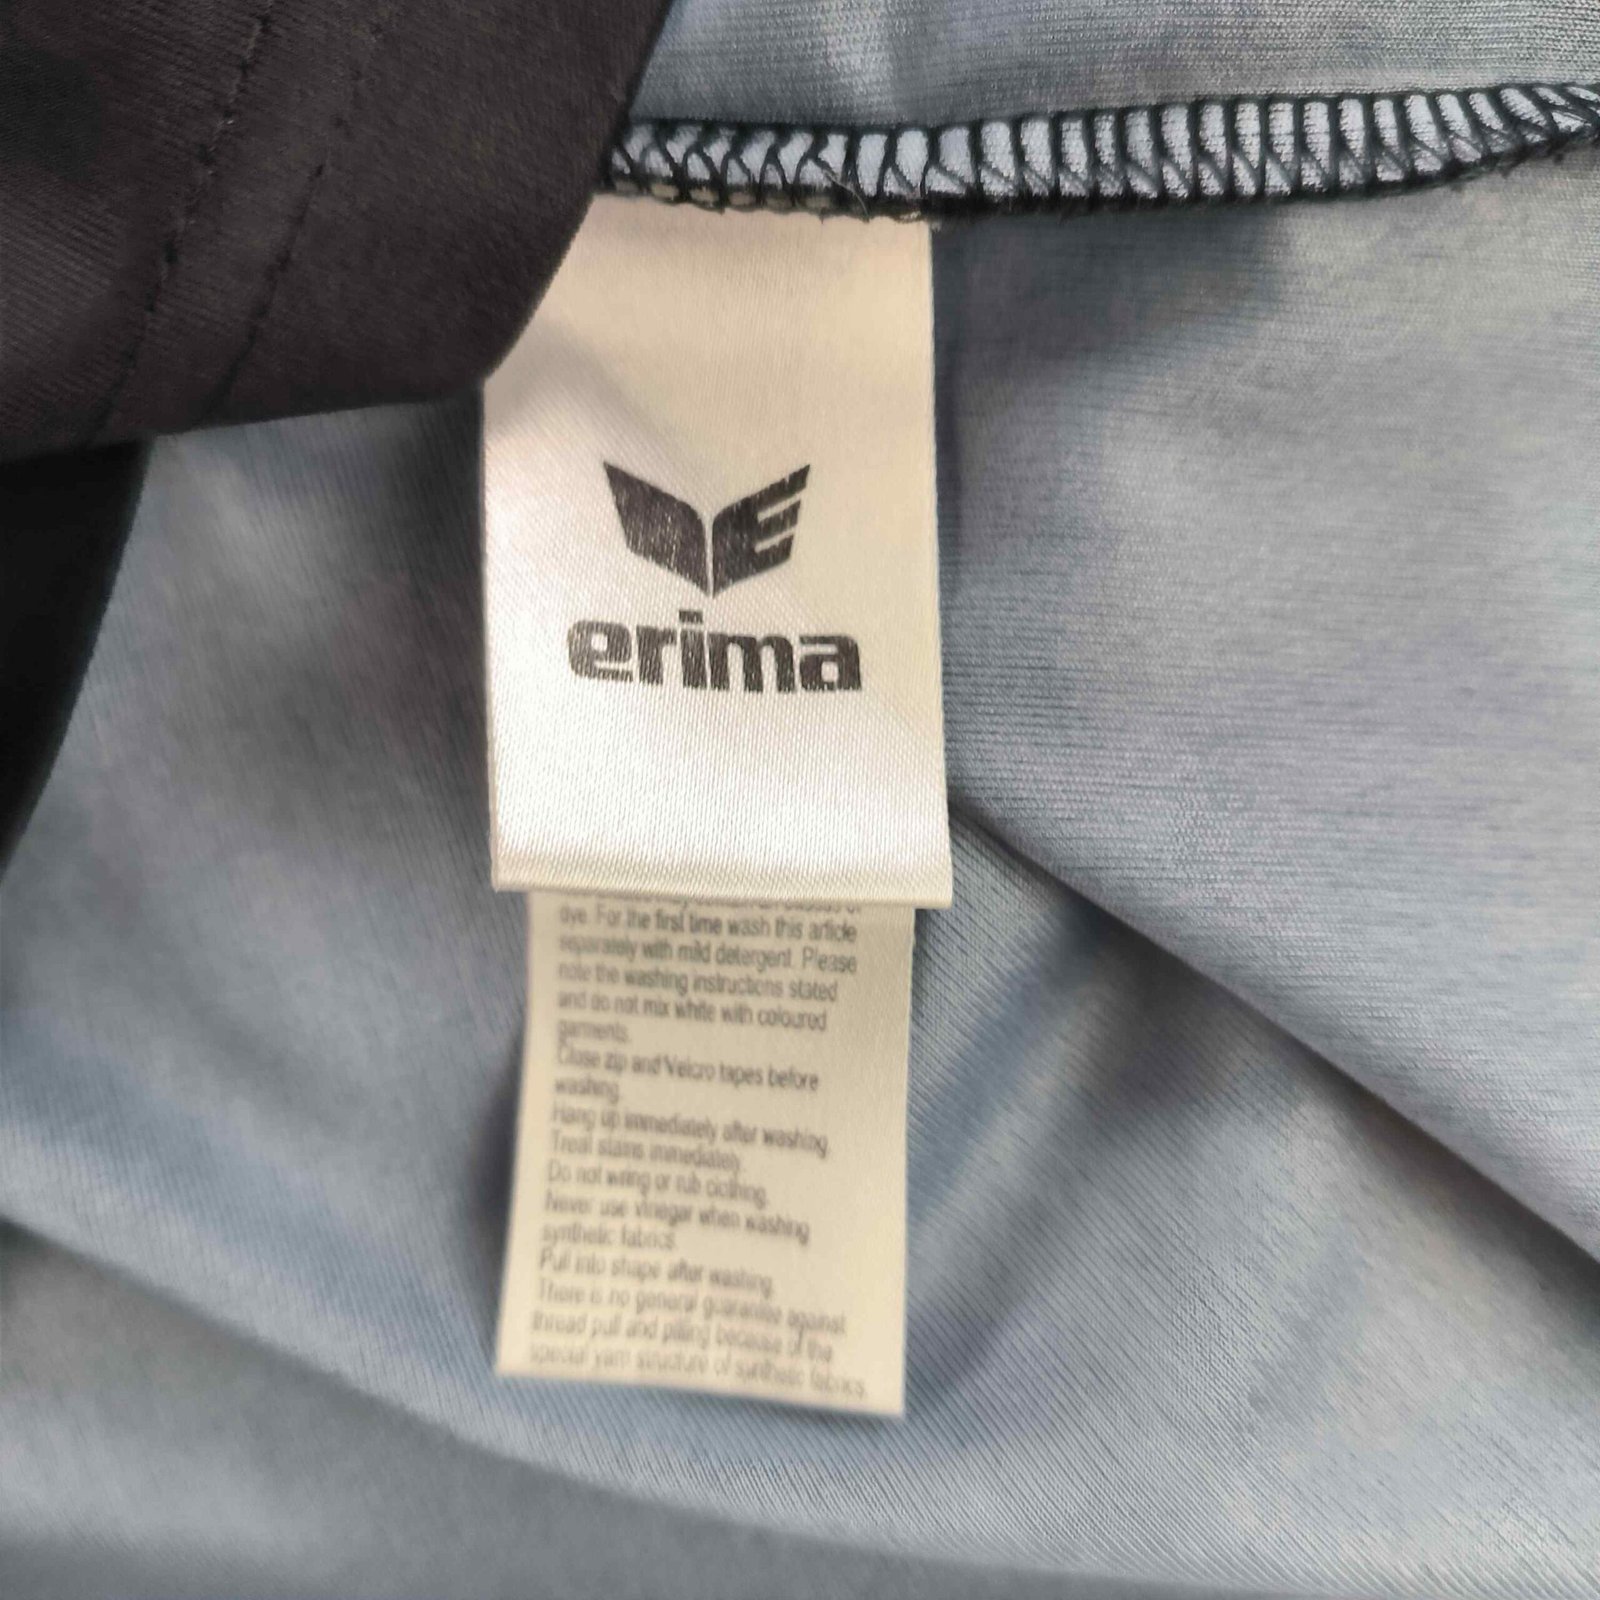 erima
dye. For the first time wash this article
separately with mild detergent. Please
note the washing instructions stated
and do not mix white with coloured
garments.
Close zip and Velcro tapes before
washing.
Hang up immediately after washing.
Treat stains immediately.
Do not wring or rub clothing.
Never use vinegar when washing
synthetic fabrics.
Pull into shape after washing.
There is no general guarantee against
thread pull and pilling because of the
special yarn structure of synthetic fabrics.